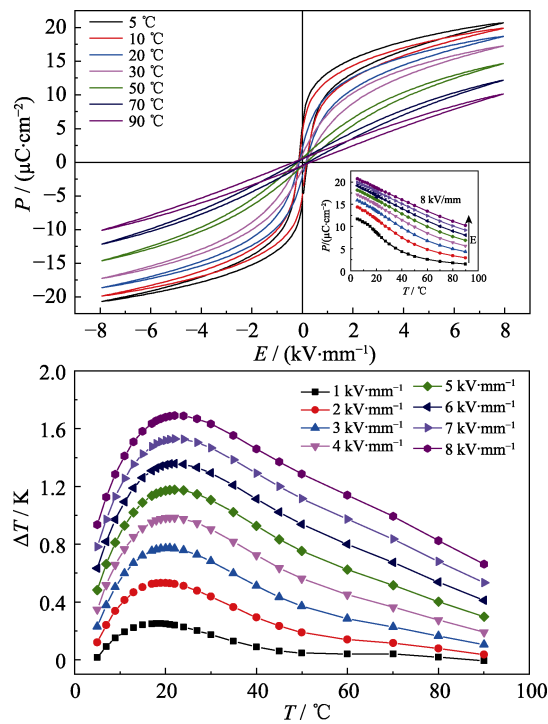 5 ℃
10 ℃
20 ℃
30 ℃
50 ℃
70 ℃
90 ℃
P / (μC·cm⁻²)
20
15
10
5
0
−5
−10
−15
−20
−8 −6 −4 −2 0 2 4 6 8
E / (kV·mm⁻¹)
8 kV/mm
E
P/(μC·cm⁻²)
20
15
10
5
0
0 20 40 60 80 100
T / ℃
1 kV·mm⁻¹
2 kV·mm⁻¹
3 kV·mm⁻¹
4 kV·mm⁻¹
5 kV·mm⁻¹
6 kV·mm⁻¹
7 kV·mm⁻¹
8 kV·mm⁻¹
ΔT / K
2.0
1.6
1.2
0.8
0.4
0
0 20 40 60 80 100
T / ℃